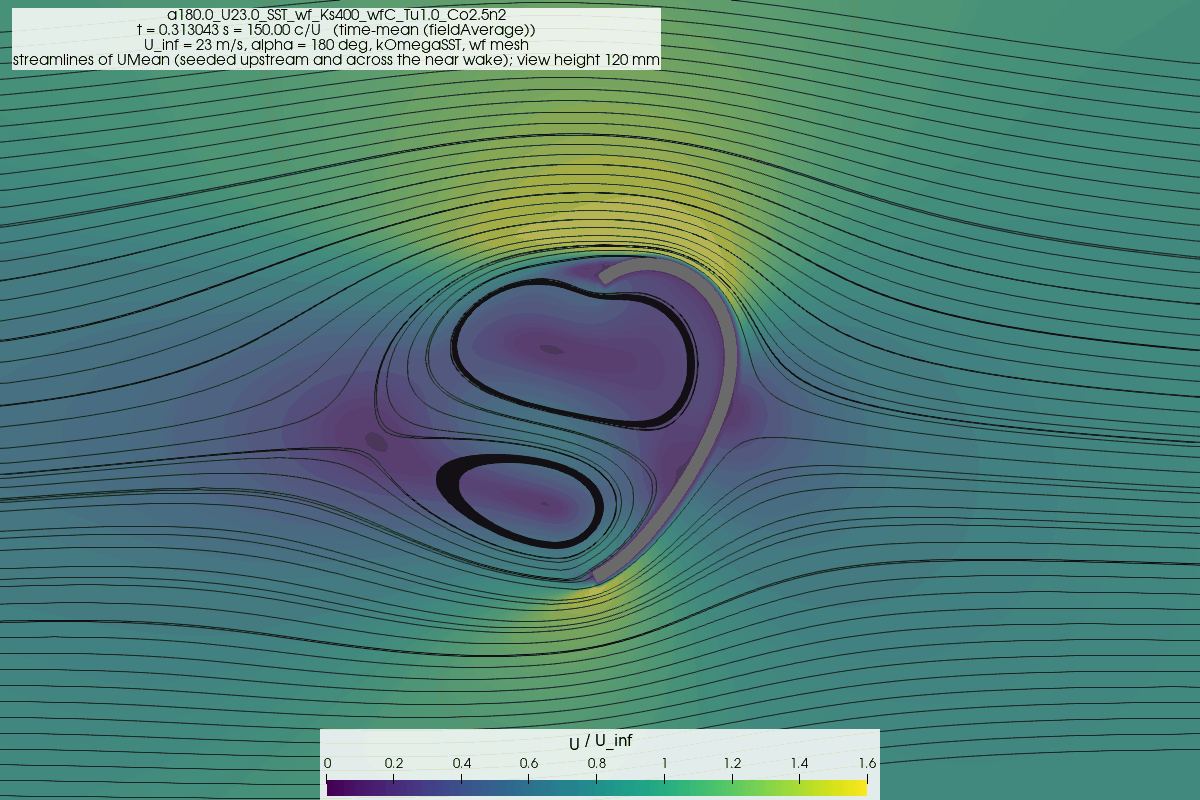 a180.0_U23.0_SST_wf_Ks400_wfC_Tu1.0_Co2.5n2
t = 0.313043 s = 150.00 c/U   (time-mean (fieldAverage))
U_inf = 23 m/s, alpha = 180 deg, kOmegaSST, wf mesh
streamlines of UMean (seeded upstream and across the near wake); view height 120 mm
U / U_inf
0 0.2 0.4 0.6 0.8 1 1.2 1.4 1.6